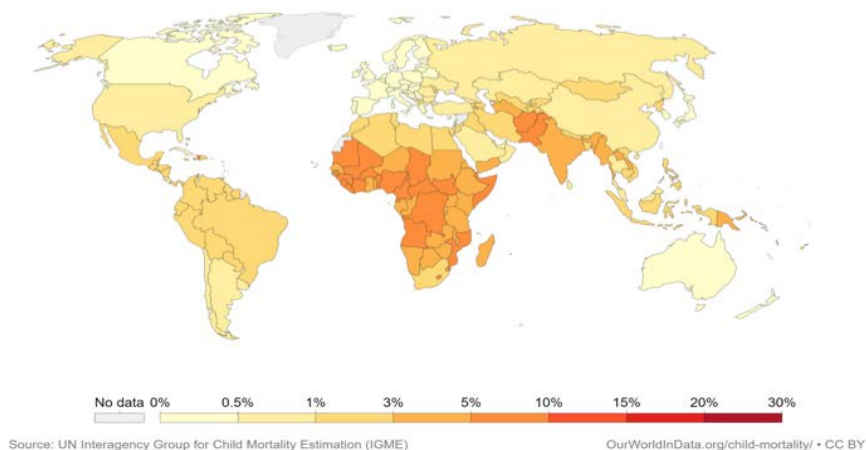 No data 0% 0.5% 1% 3% 5% 10% 15% 20% 30%
Source: UN Interagency Group for Child Mortality Estimation (IGME) OurWorldInData.org/child-mortality/ • CC BY